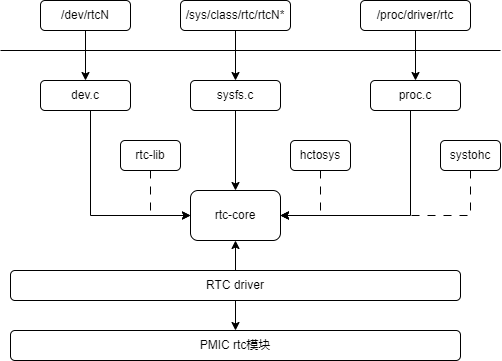 /dev/rtcN
/sys/class/rtc/rtcN*
/proc/driver/rtc
dev.c
sysfs.c
proc.c
rtc-lib
hctosys
systohc
rtc-core
RTC driver
PMIC rtc模块